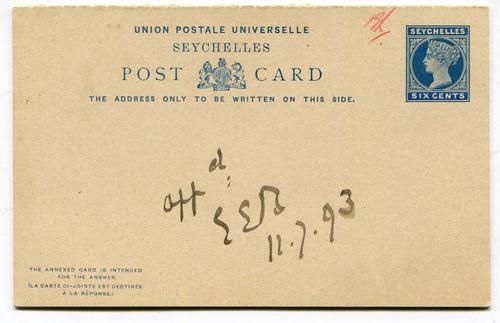 UNION POSTALE UNIVERSELLE
SEYCHELLES
POST CARD
THE ADDRESS ONLY TO BE WRITTEN ON THIS SIDE.
SEYCHELLES
SIX CENTS
11.7.93
THE ANNEXED CARD IS INTENDED
FOR THE ANSWER.
(LA CARTE CI-JOINTE EST DESTINÉE
À LA RÉPONSE.)